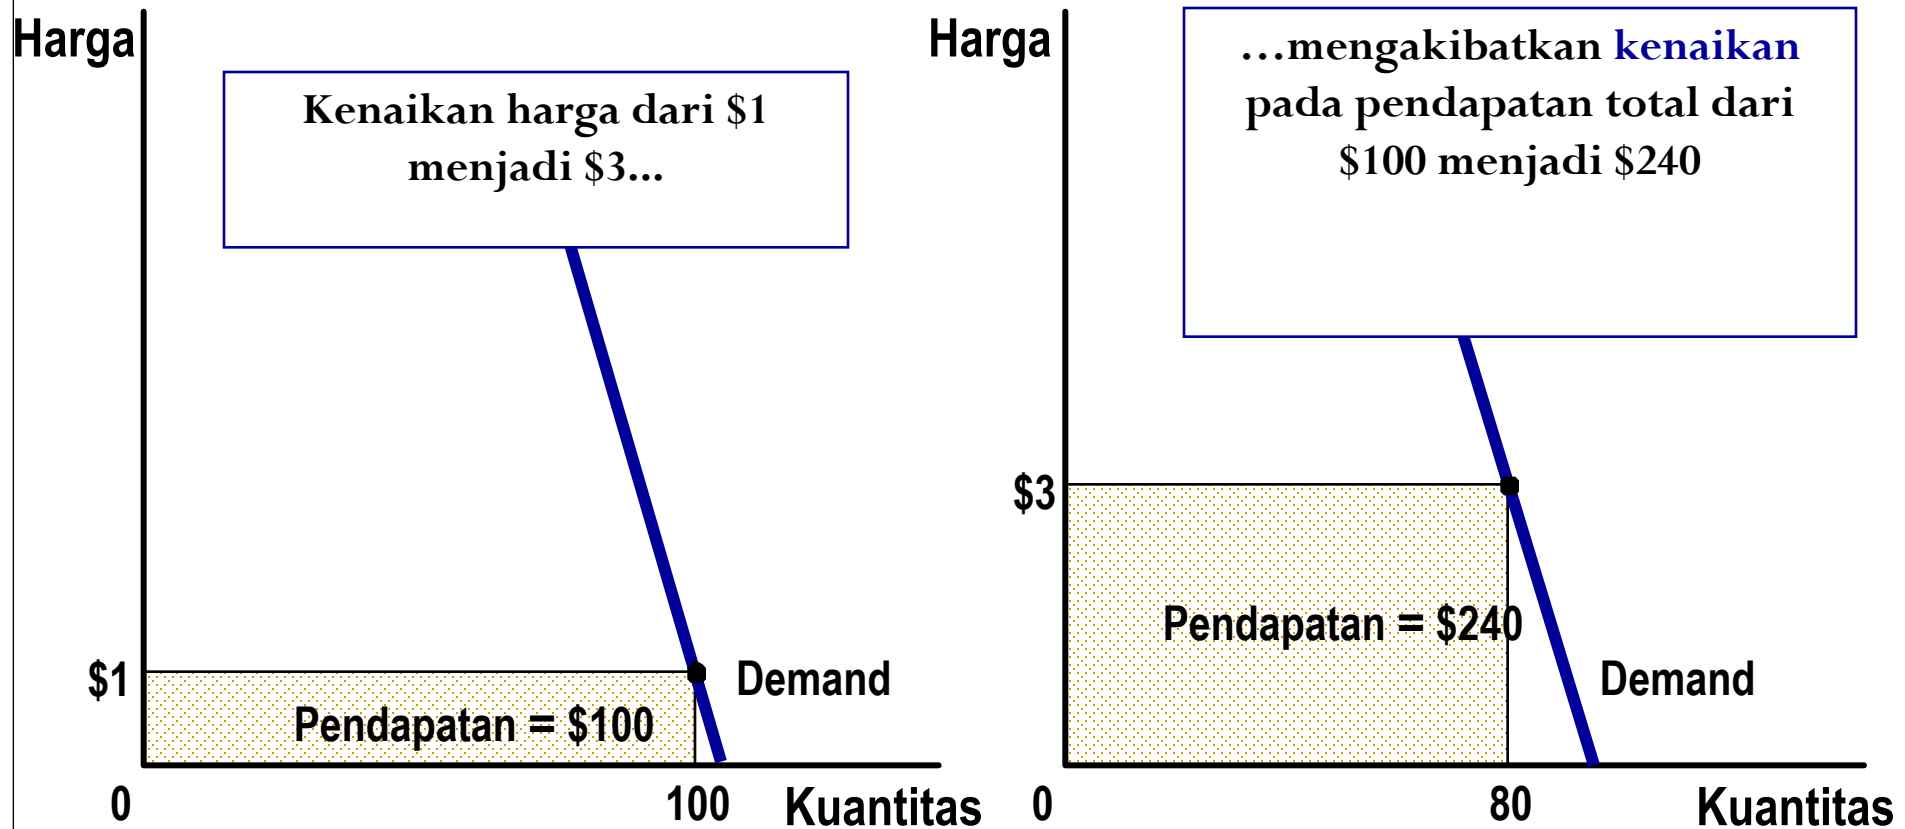 Harga
Kenaikan harga dari $1
menjadi $3...
$1
Pendapatan = $100
Demand
0
100
Kuantitas
Harga
...mengakibatkan kenaikan
pada pendapatan total dari
$100 menjadi $240
$3
Pendapatan = $240
Demand
0
80
Kuantitas